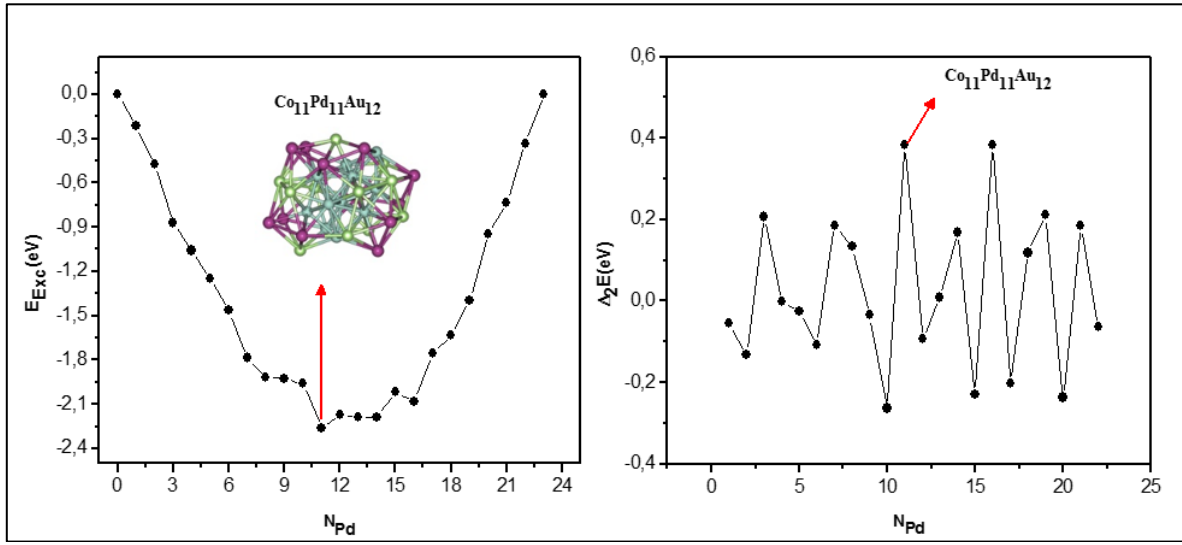 Co11Pd11Au12
0,0
-0,3
-0,6
-0,9
-1,2
-1,5
-1,8
-2,1
-2,4
EExc(eV)
0 3 6 9 12 15 18 21 24
NPd
Co11Pd11Au12
0,6
0,4
0,2
0,0
-0,2
-0,4
Δ2E(eV)
0 5 10 15 20 25
NPd